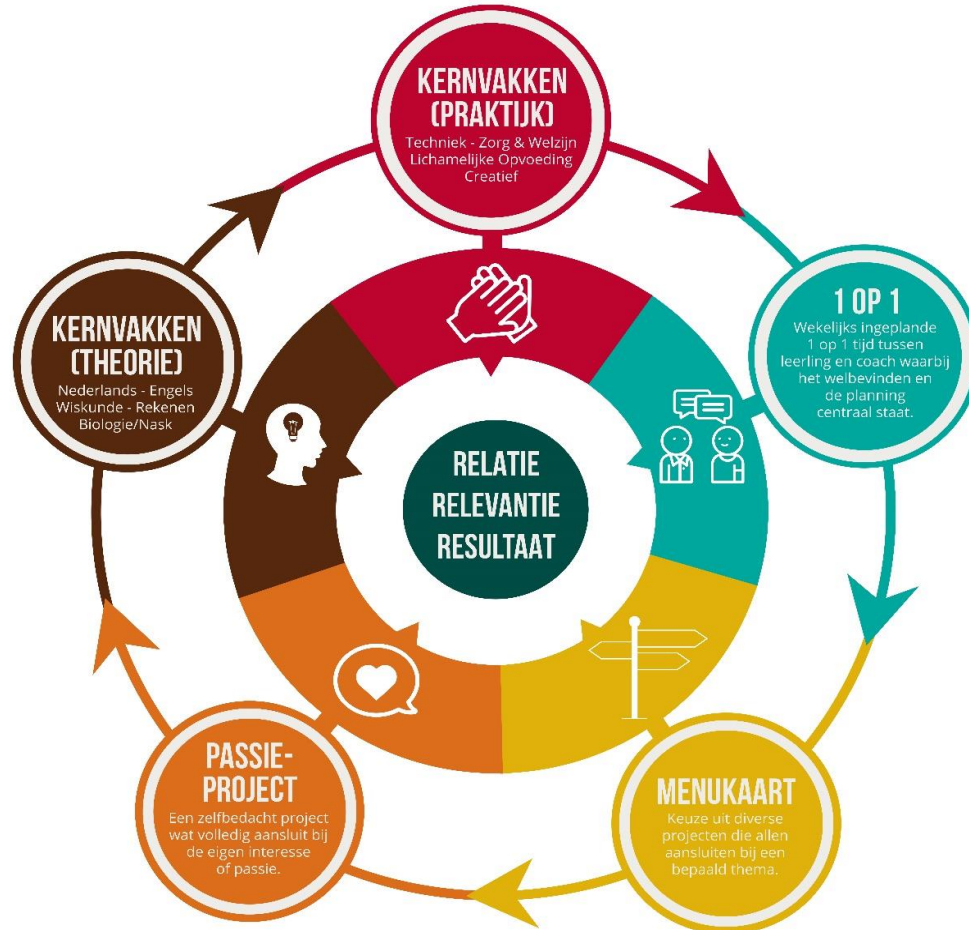 KERNVAKKEN
(PRAKTIJK)
Techniek - Zorg & Welzijn
Lichamelijke Opvoeding
Creatief
1 OP 1
Wekelijks ingeplande
1 op 1 tijd tussen
leerling en coach waarbij
het welbevinden en
de planning
centraal staat.
MENUKAART
Keuze uit diverse
projecten die allen
aansluiten bij een
bepaald thema.
PASSIE-
PROJECT
Een zelfbedacht project
wat volledig aansluit bij
de eigen interesse
of passie.
KERNVAKKEN
(THEORIE)
Nederlands - Engels
Wiskunde - Rekenen
Biologie/Nask
RELATIE
RELEVANTIE
RESULTAAT